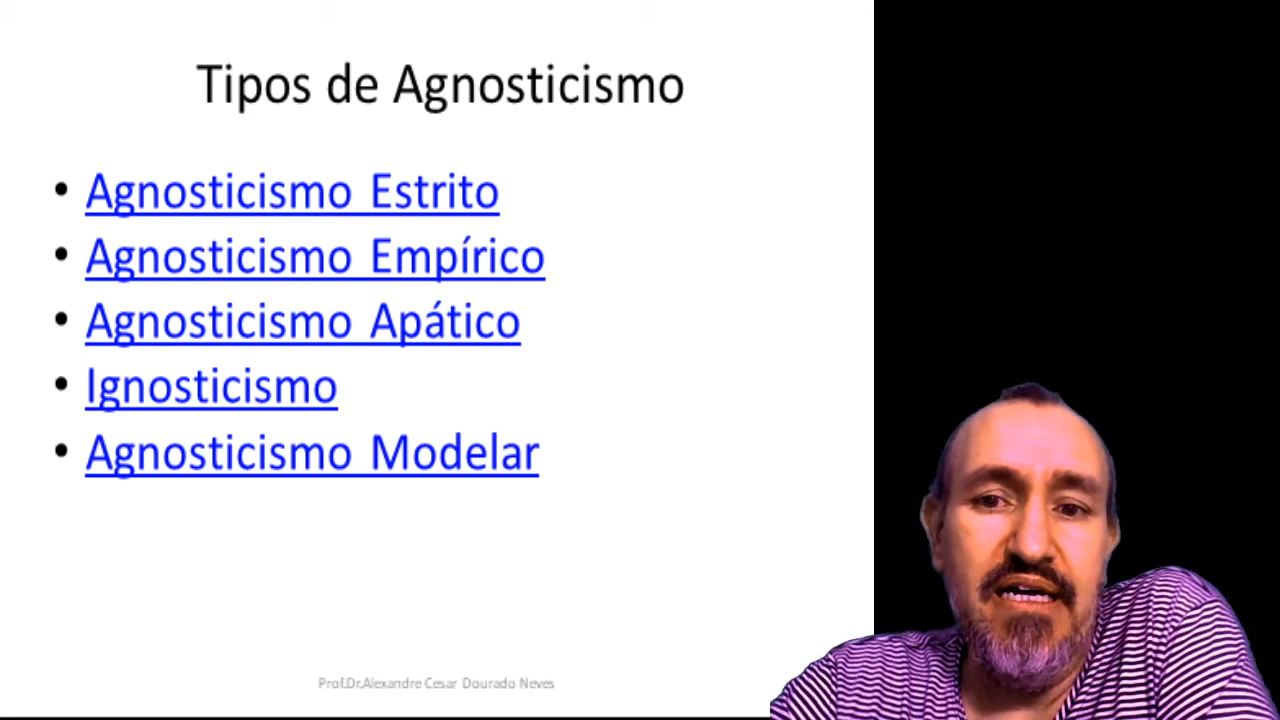 Tipos de Agnosticismo
• Agnosticismo Estrito
• Agnosticismo Empírico
• Agnosticismo Apático
• Ignosticismo
• Agnosticismo Modelar
Prof.Dr.Alexandre Cesar Dourado Neves